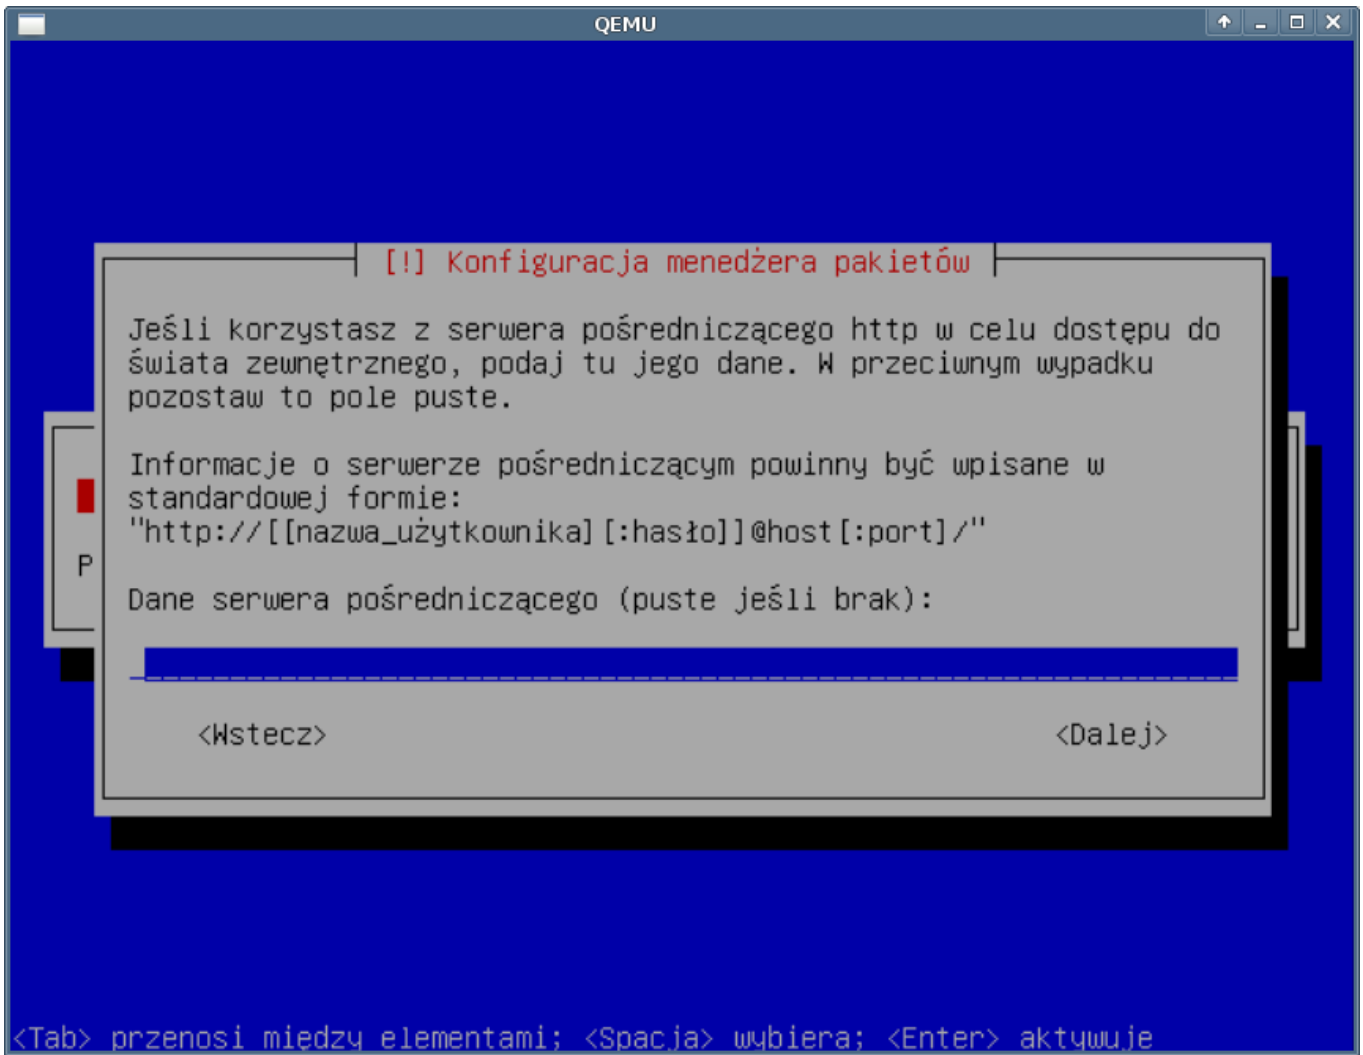 QEMU
[!] Konfiguracja menedżera pakietów
Jeśli korzystasz z serwera pośredniczącego http w celu dostępu do
świata zewnętrznego, podaj tu jego dane. W przeciwnym wypadku
pozostaw to pole puste.
Informacje o serwerze pośredniczącym powinny być wpisane w
standardowej formie:
"http://[[nazwa_użytkownika][:hasło]]@host[:port]/"
P
Dane serwera pośredniczącego (puste jeśli brak):
<Wstecz> <Dalej>
<Tab> przenosi między elementami; <Spacja> wybiera; <Enter> aktywuje